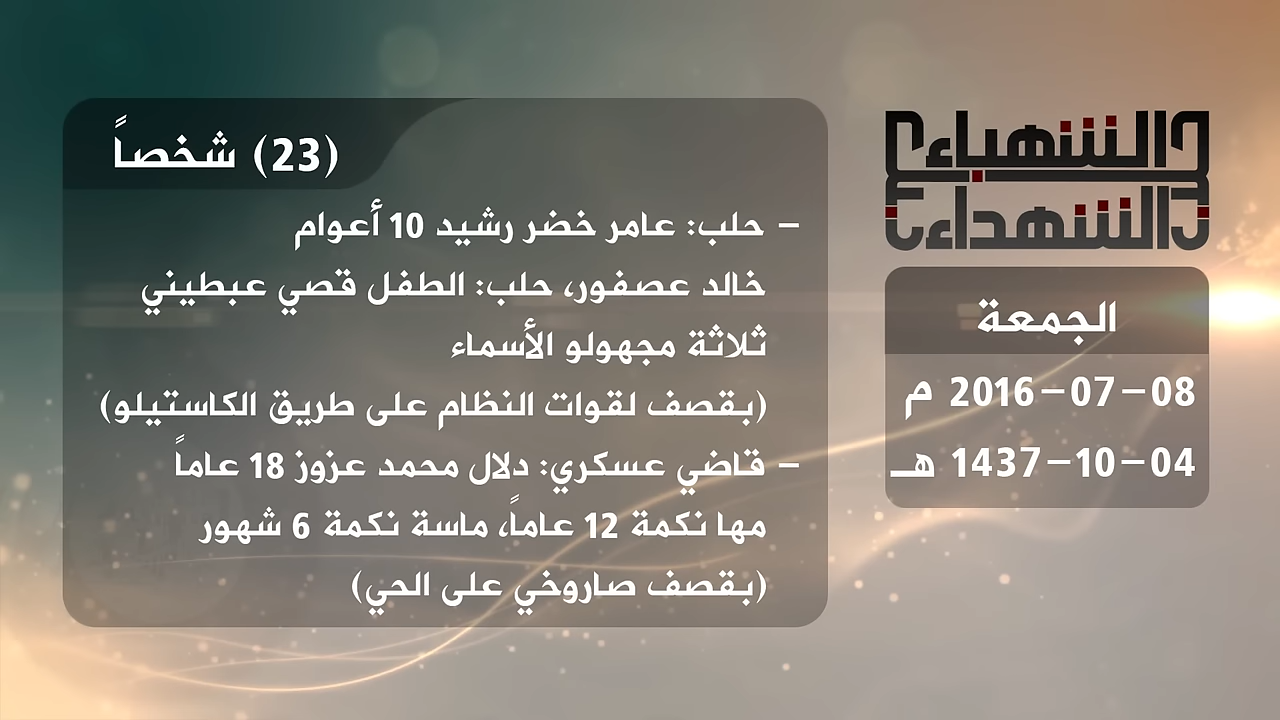 والشهباء
والشهداء
الجمعة
08-07-2016 م
04-10-1437 هـ
(23) شخصاً
- حلب: عامر خضر رشيد 10 أعوام
خالد عصفور، حلب: الطفل قصي عبطيني
ثلاثة مجهولو الأسماء
(بقصف لقوات النظام على طريق الكاستيلو)
- قاضي عسكري: دلال محمد عزوز 18 عاماً
مها نكمة 12 عاماً، ماسة نكمة 6 شهور
(بقصف صاروخي على الحي)